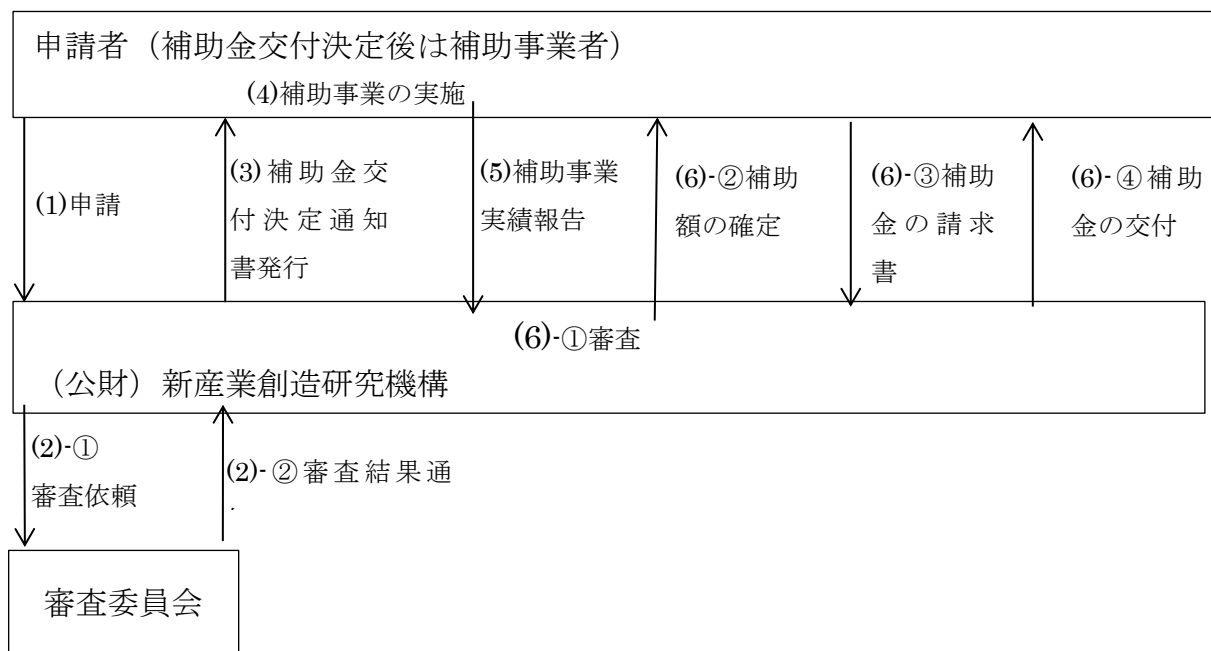 申請者（補助金交付決定後は補助事業者）
(4)補助事業の実施
(1)申請
(3)補助金交
付決定通知
書発行
(5)補助事業
実績報告
(6)-②補助
額の確定
(6)-③補助
金の請求
書
(6)-④補助
金の交付
(6)-①審査
（公財）新産業創造研究機構
(2)-①
審査依頼
(2)-②審査結果通
審査委員会